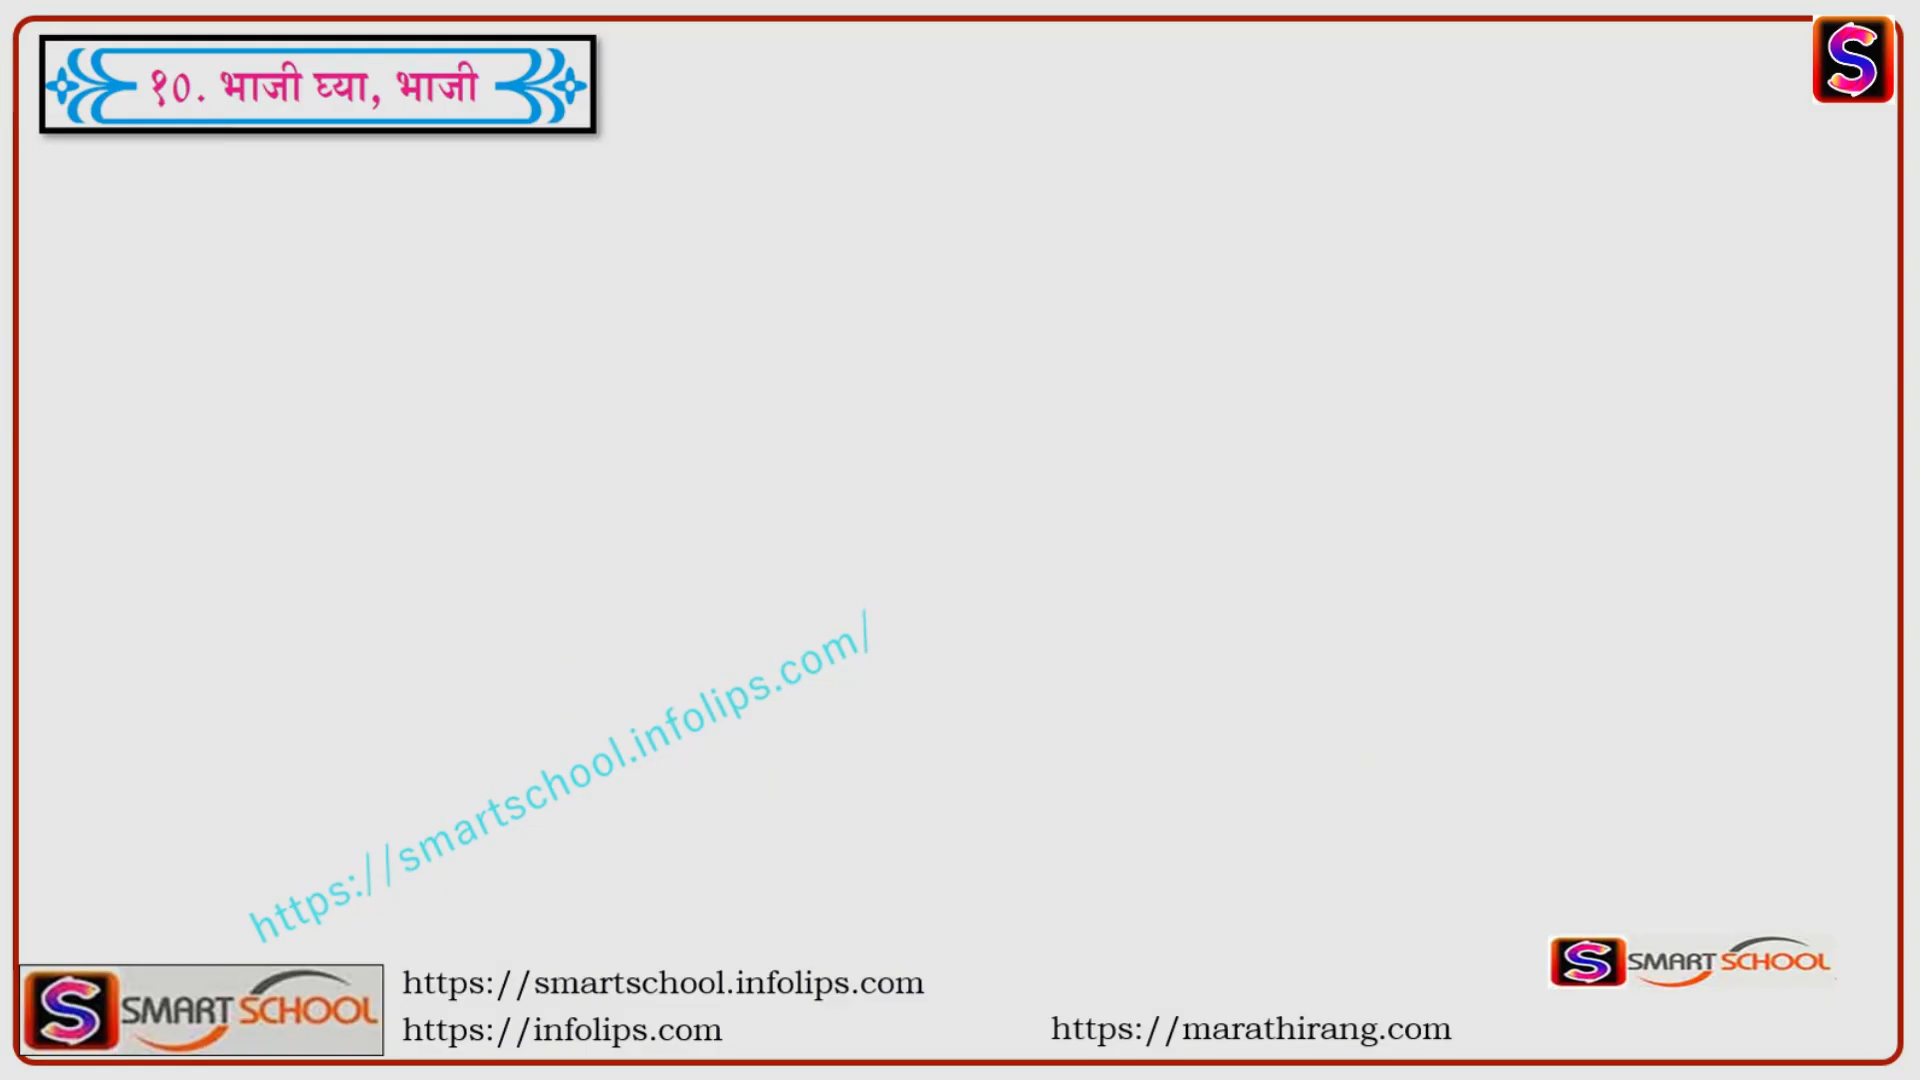 १०. भाजी घ्या, भाजी
S
https://smartschool.infolips.com/
S SMART SCHOOL
S SMART SCHOOL
https://smartschool.infolips.com
https://infolips.com
https://marathirang.com